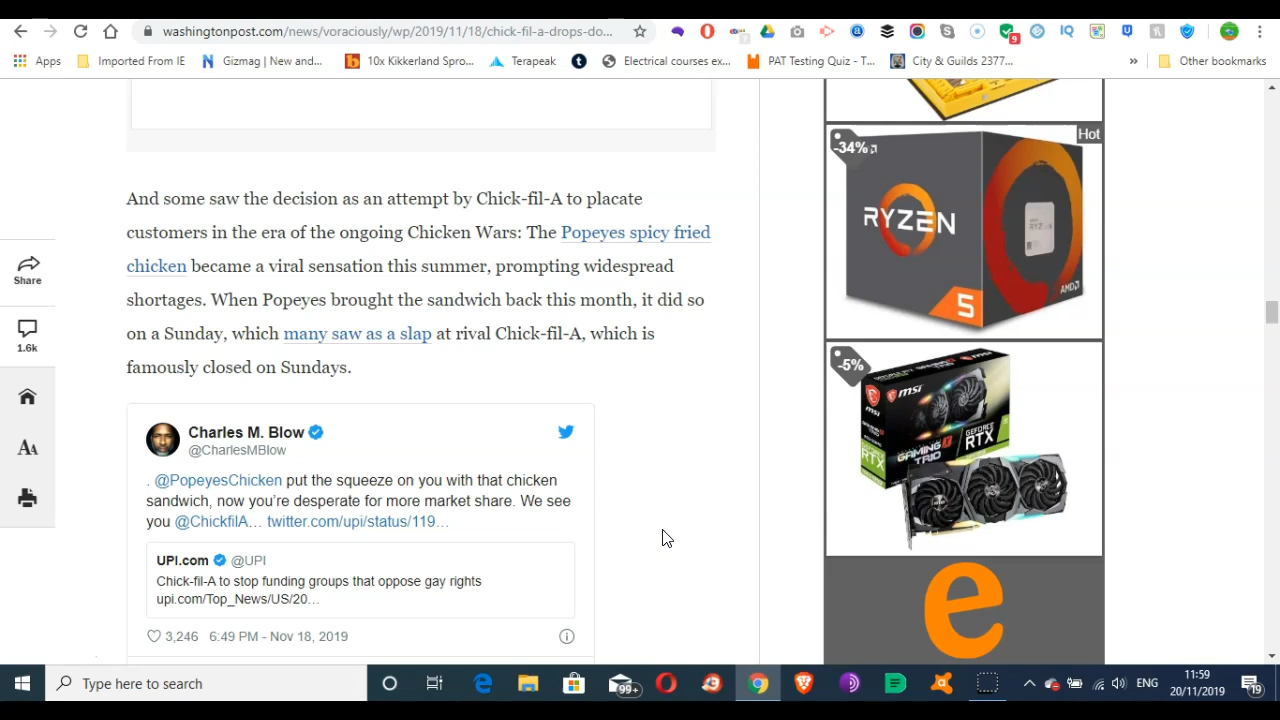 washingtonpost.com/news/voraciously/wp/2019/11/18/chick-fil-a-drops-do...
9
Apps
Imported From IE
Gizmag | New and...
10x Kikkerland Spro...
Terapeak
Electrical courses ex...
PAT Testing Quiz - T...
City & Guilds 2377...
»
Other bookmarks
And some saw the decision as an attempt by Chick-fil-A to placate
customers in the era of the ongoing Chicken Wars: The Popeyes spicy fried
chicken became a viral sensation this summer, prompting widespread
shortages. When Popeyes brought the sandwich back this month, it did so
on a Sunday, which many saw as a slap at rival Chick-fil-A, which is
famously closed on Sundays.
Share
1.6k
AA
Charles M. Blow
@CharlesMBlow
. @PopeyesChicken put the squeeze on you with that chicken
sandwich, now you’re desperate for more market share. We see
you @ChickfilA… twitter.com/upi/status/119…
UPI.com @UPI
Chick-fil-A to stop funding groups that oppose gay rights
upi.com/Top_News/US/20…
3,246 6:49 PM - Nov 18, 2019
-34%
Hot
RYZEN
5
AMD
-5%
msi
GAMING X
TRIO
GEFORCE
RTX
e
Type here to search
99+
ENG
11:59
20/11/2019
19